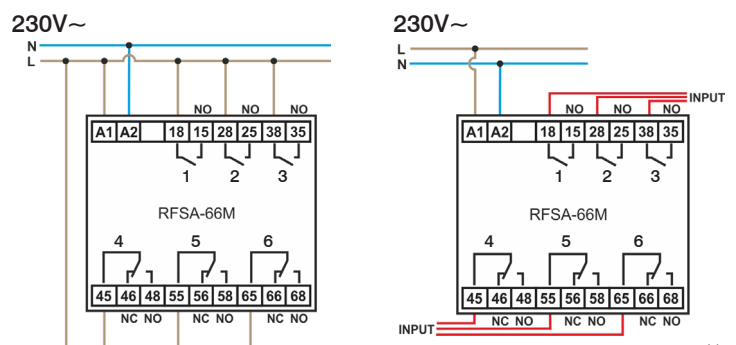 230V~
N
L
NO NO NO
A1 A2 18 15 28 25 38 35
1 2 3
RFSA-66M
4 5 6
45 46 48 55 56 58 65 66 68
NC NO NC NO NC NO
230V~
L
N
INPUT
NO NO NO
A1 A2 18 15 28 25 38 35
1 2 3
RFSA-66M
4 5 6
45 46 48 55 56 58 65 66 68
NC NO NC NO NC NO
INPUT